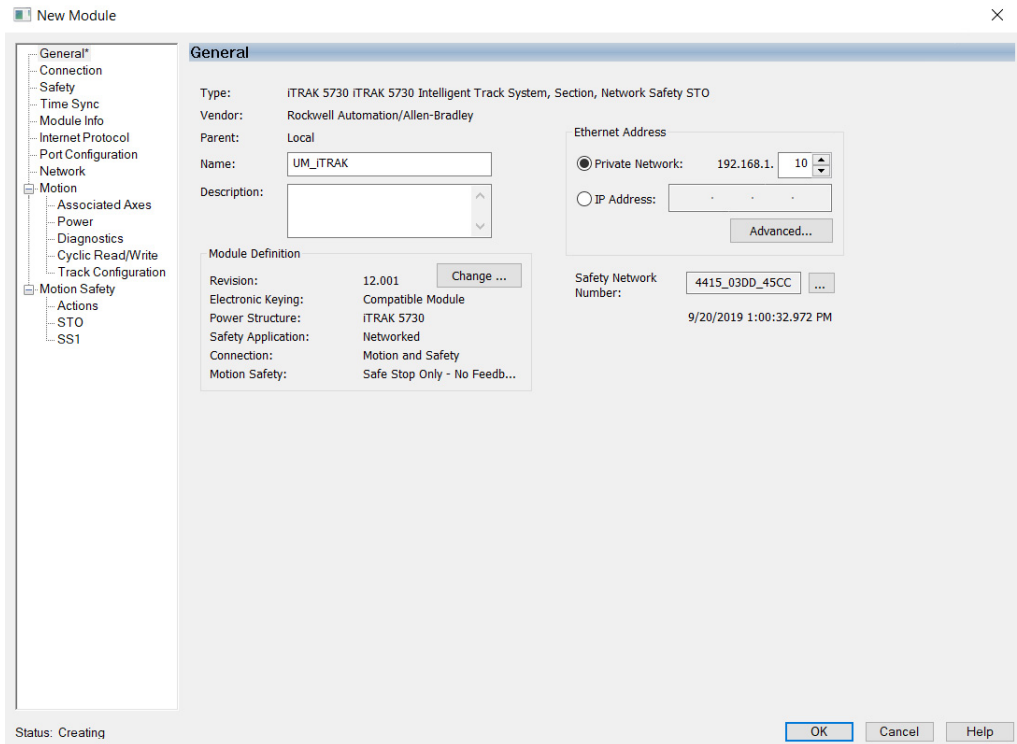 New Module
General*
Connection
Safety
Time Sync
Module Info
Internet Protocol
Port Configuration
Network
Motion
Associated Axes
Power
Diagnostics
Cyclic Read/Write
Track Configuration
Motion Safety
Actions
STO
SS1
General
Type: iTRAK 5730 iTRAK 5730 Intelligent Track System, Section, Network Safety STO
Vendor: Rockwell Automation/Allen-Bradley
Parent: Local
Name: UM_iTRAK
Description:
Module Definition
Revision: 12.001 Change ...
Electronic Keying: Compatible Module
Power Structure: iTRAK 5730
Safety Application: Networked
Connection: Motion and Safety
Motion Safety: Safe Stop Only - No Feedb...
Ethernet Address
Private Network: 192.168.1. 10
IP Address: . . .
Advanced...
Safety Network
Number: 4415_03DD_45CC ...
9/20/2019 1:00:32.972 PM
Status: Creating
OK Cancel Help